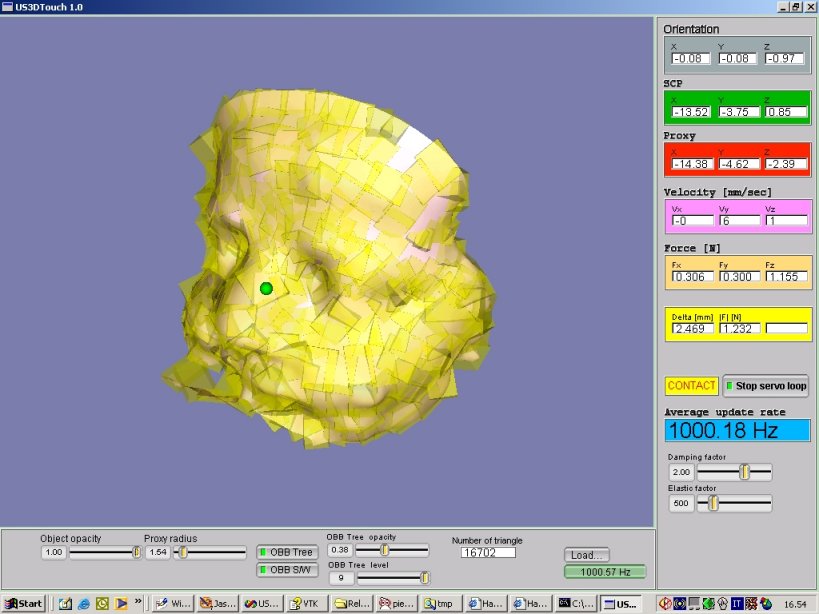 US3DTouch 1.0
Orientation
X Y Z
-0.08 -0.08 -0.97
SCP
X Y Z
-13.52 -3.75 0.85
Proxy
X Y Z
-14.38 -4.62 -2.39
Velocity [mm/sec]
Vx Vy Vz
-0 6 1
Force [N]
Fx Fy Fz
0.306 0.300 1.155
Delta [mm] |F| [N]
2.469 1.232
CONTACT Stop servo loop
Average update rate
1000.18 Hz
Damping factor
2.00
Elastic factor
500
Object opacity Proxy radius
1.00 1.54
OBB Tree
OBB S/W
OBB Tree opacity
0.38
OBB Tree level
9
Number of triangle
16702
Load...
1000.57 Hz
Start » Wi... Jas... US... VTK Rel... pie... tmp Ha... Ha... C:\... US... IT 16.54